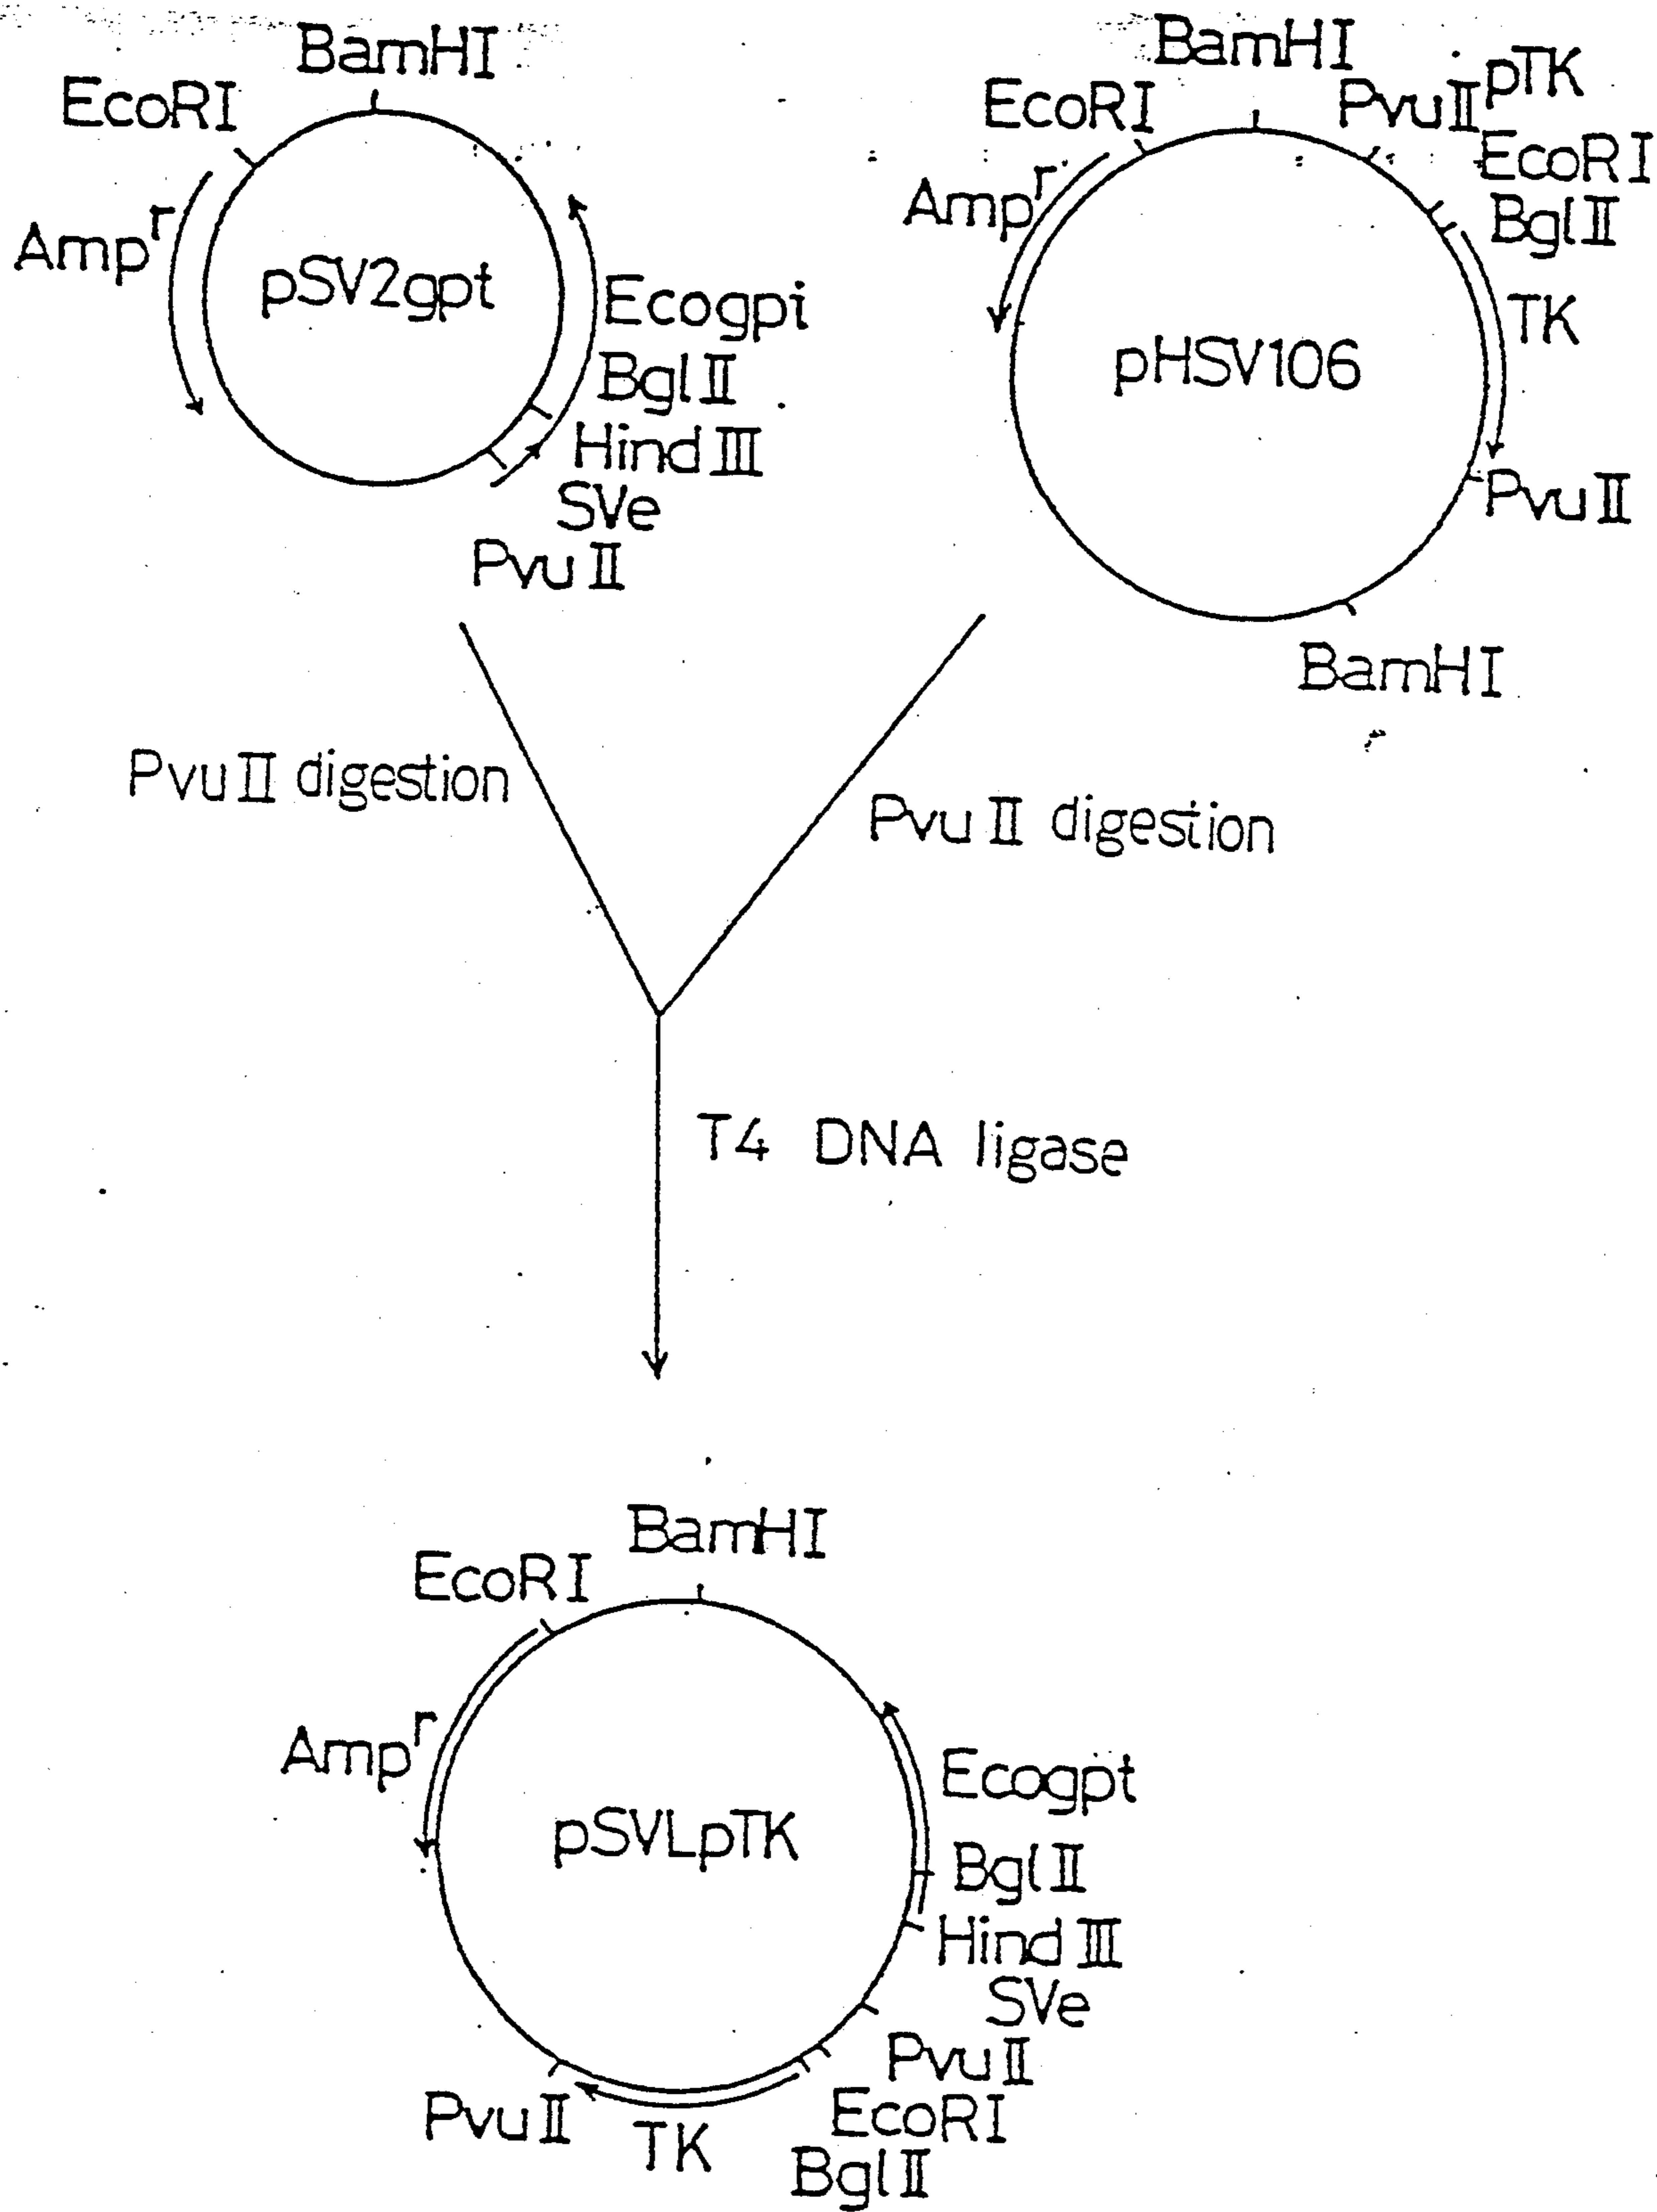 BamHI
EcoRI
Amp^r
pSV2gpt
Ecogpi
Bgl II
Hind III
SVe
Pvu II
BamHI
EcoRI
Pvu II
pTK
EcoRI
Bgl II
Amp^r
TK
pHSV106
Pvu II
BamHI
Pvu II digestion
Pvu II digestion
T4 DNA ligase
BamHI
EcoRI
Amp^r
Ecogpt
pSVLpTK
Bgl II
Hind III
SVe
Pvu II
EcoRI
Bgl II
TK
Pvu II